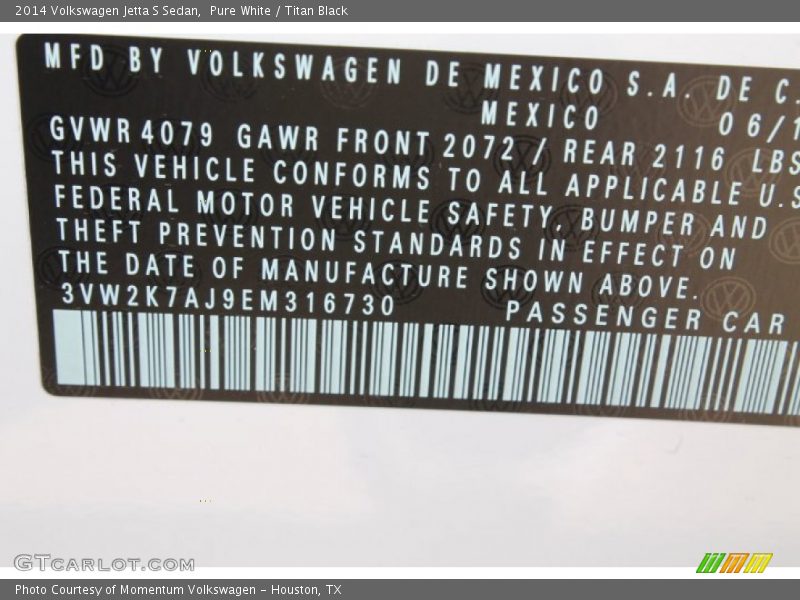 2014 Volkswagen Jetta S Sedan,  Pure White / Titan Black
MFD BY VOLKSWAGEN DE MEXICO S.A. DE C.
MEXICO 06/1
GVWR 4079 GAWR FRONT 2072 / REAR 2116 LBS
THIS VEHICLE CONFORMS TO ALL APPLICABLE U.S
FEDERAL MOTOR VEHICLE SAFETY, BUMPER AND
THEFT PREVENTION STANDARDS IN EFFECT ON
THE DATE OF MANUFACTURE SHOWN ABOVE.
3VW2K7AJ9EM316730 PASSENGER CAR
GTCARLOT.COM
Photo Courtesy of Momentum Volkswagen - Houston, TX